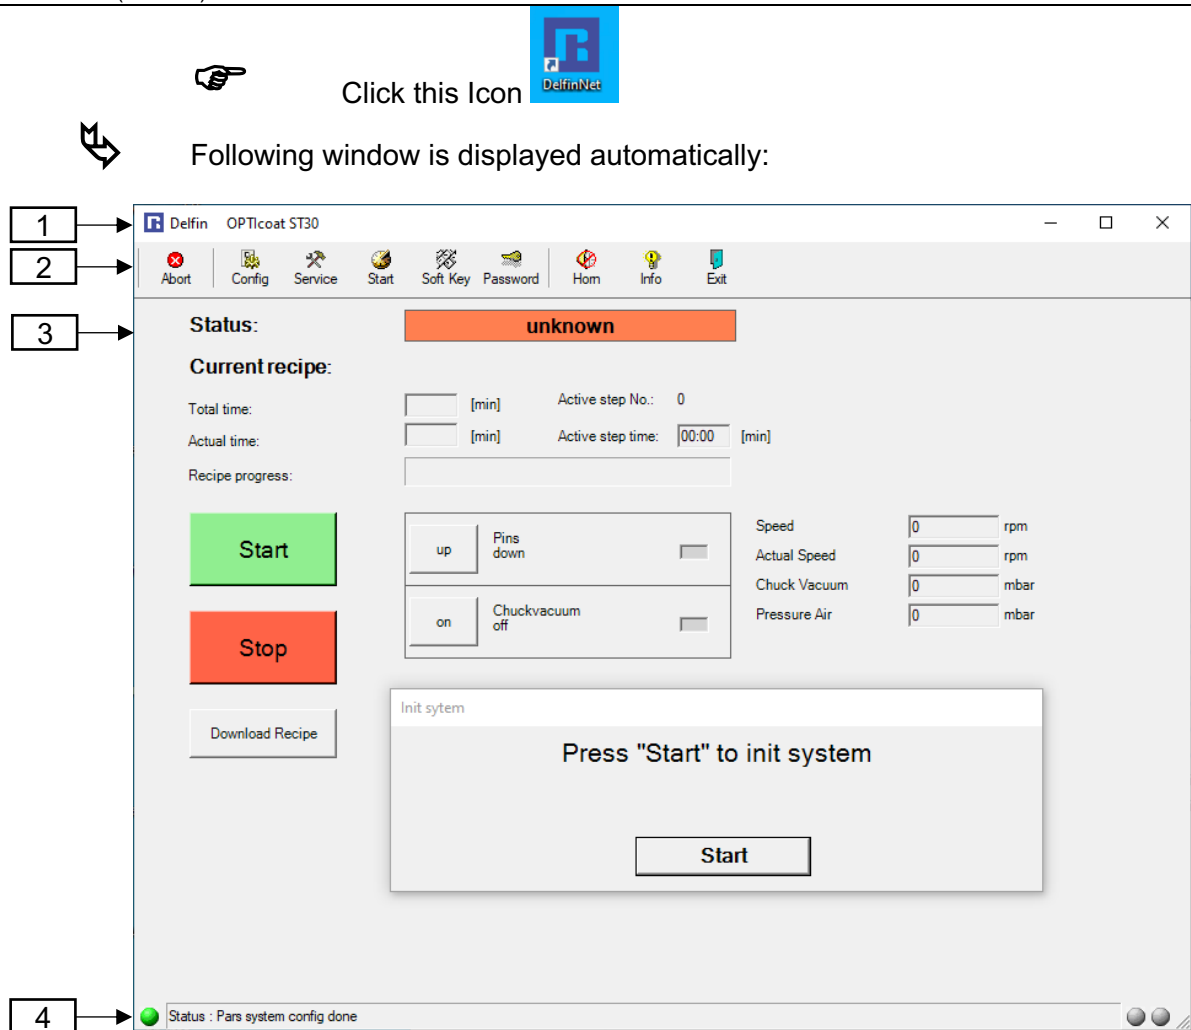 DelfinNet
Click this Icon
Following window is displayed automatically:
1
Delfin OPTIcoat ST30
2
Abort Config Service Start Soft Key Password Horn Info Exit
3
Status: unknown
Current recipe:
Total time: [min] Active step No.: 0
Actual time: [min] Active step time: 00:00 [min]
Recipe progress:
Start
up Pins
down
Speed 0 rpm
Actual Speed 0 rpm
Chuck Vacuum 0 mbar
Pressure Air 0 mbar
on Chuckvacuum
off
Stop
Download Recipe
Init sytem
Press "Start" to init system
Start
4
Status : Pars system config done